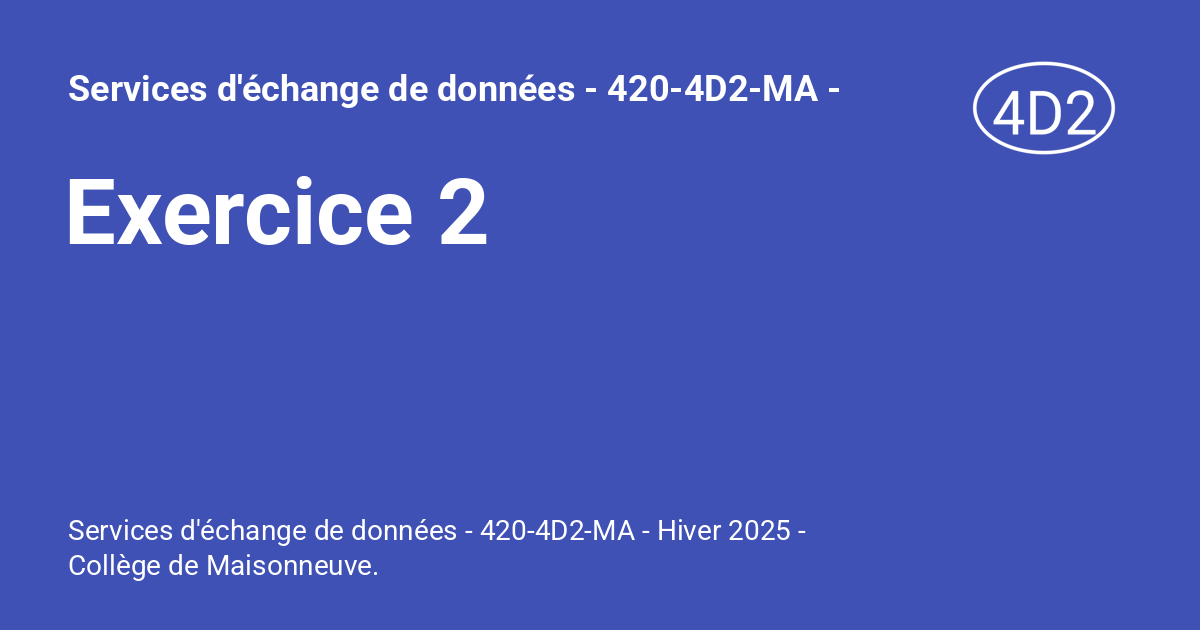 Services d'échange de données - 420-4D2-MA -
4D2
Exercice 2
Services d'échange de données - 420-4D2-MA - Hiver 2025 -
Collège de Maisonneuve.